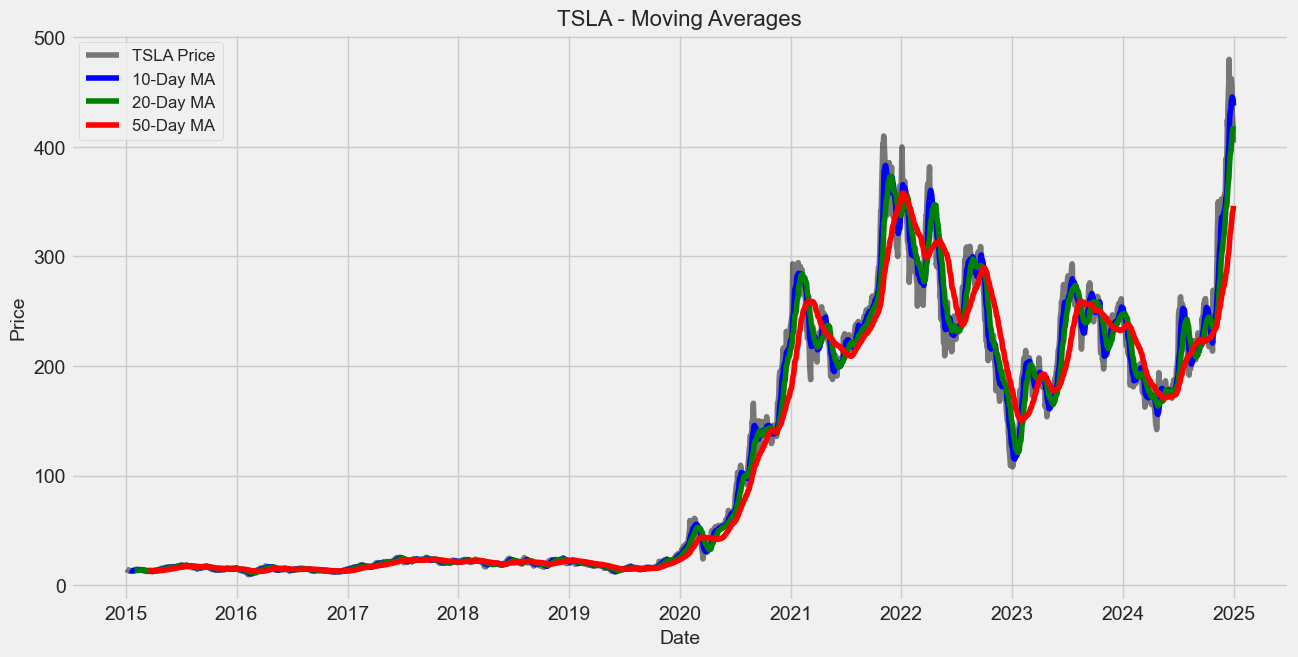 TSLA - Moving Averages
500
TSLA Price
10-Day MA
20-Day MA
50-Day MA
400
300
Price
200
100
0
2015 2016 2017 2018 2019 2020 2021 2022 2023 2024 2025
Date